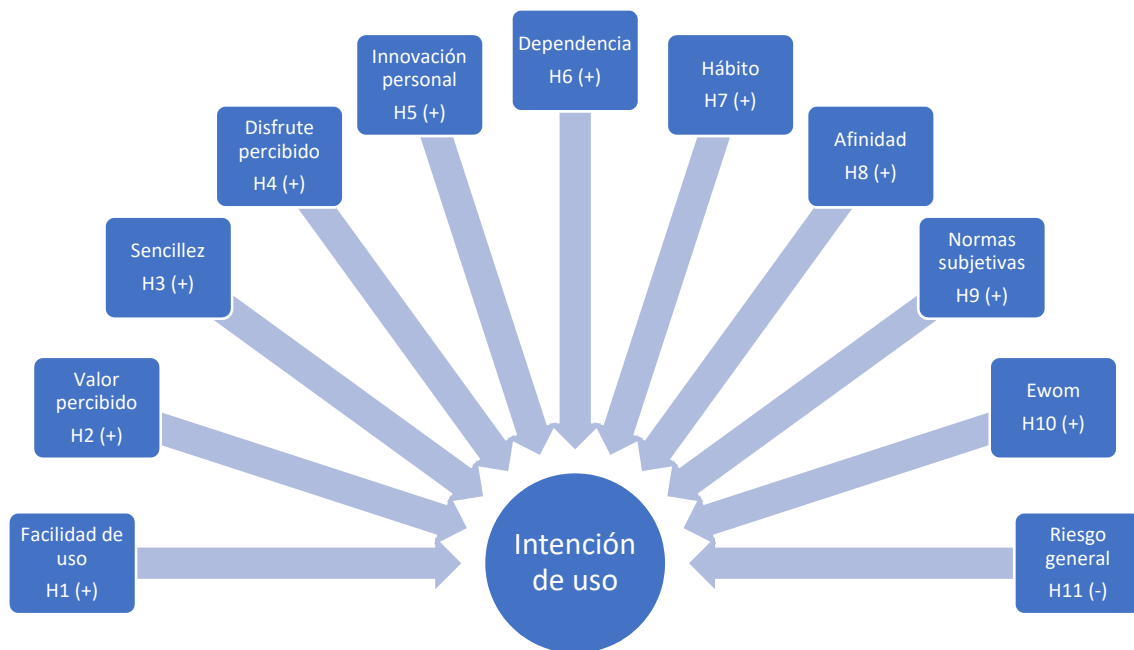 Facilidad de
uso
H1 (+)
Valor
percibido
H2 (+)
Sencillez
H3 (+)
Disfrute
percibido
H4 (+)
Innovación
personal
H5 (+)
Dependencia
H6 (+)
Hábito
H7 (+)
Afinidad
H8 (+)
Normas
subjetivas
H9 (+)
Ewom
H10 (+)
Riesgo
general
H11 (-)
Intención
de uso